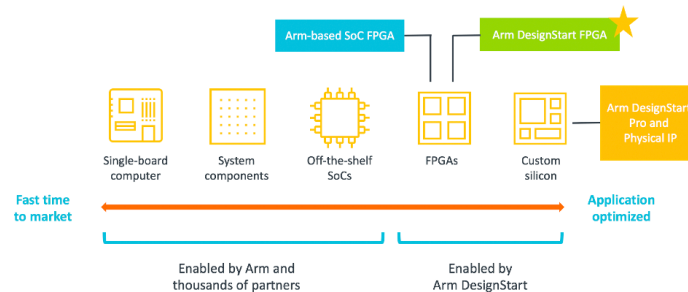 Arm-based SoC FPGA
Arm DesignStart FPGA
Arm DesignStart
Pro and
Physical IP
Single-board
computer
System
components
Off-the-shelf
SoCs
FPGAs
Custom
silicon
Fast time
to market
Application
optimized
Enabled by Arm and
thousands of partners
Enabled by
Arm DesignStart